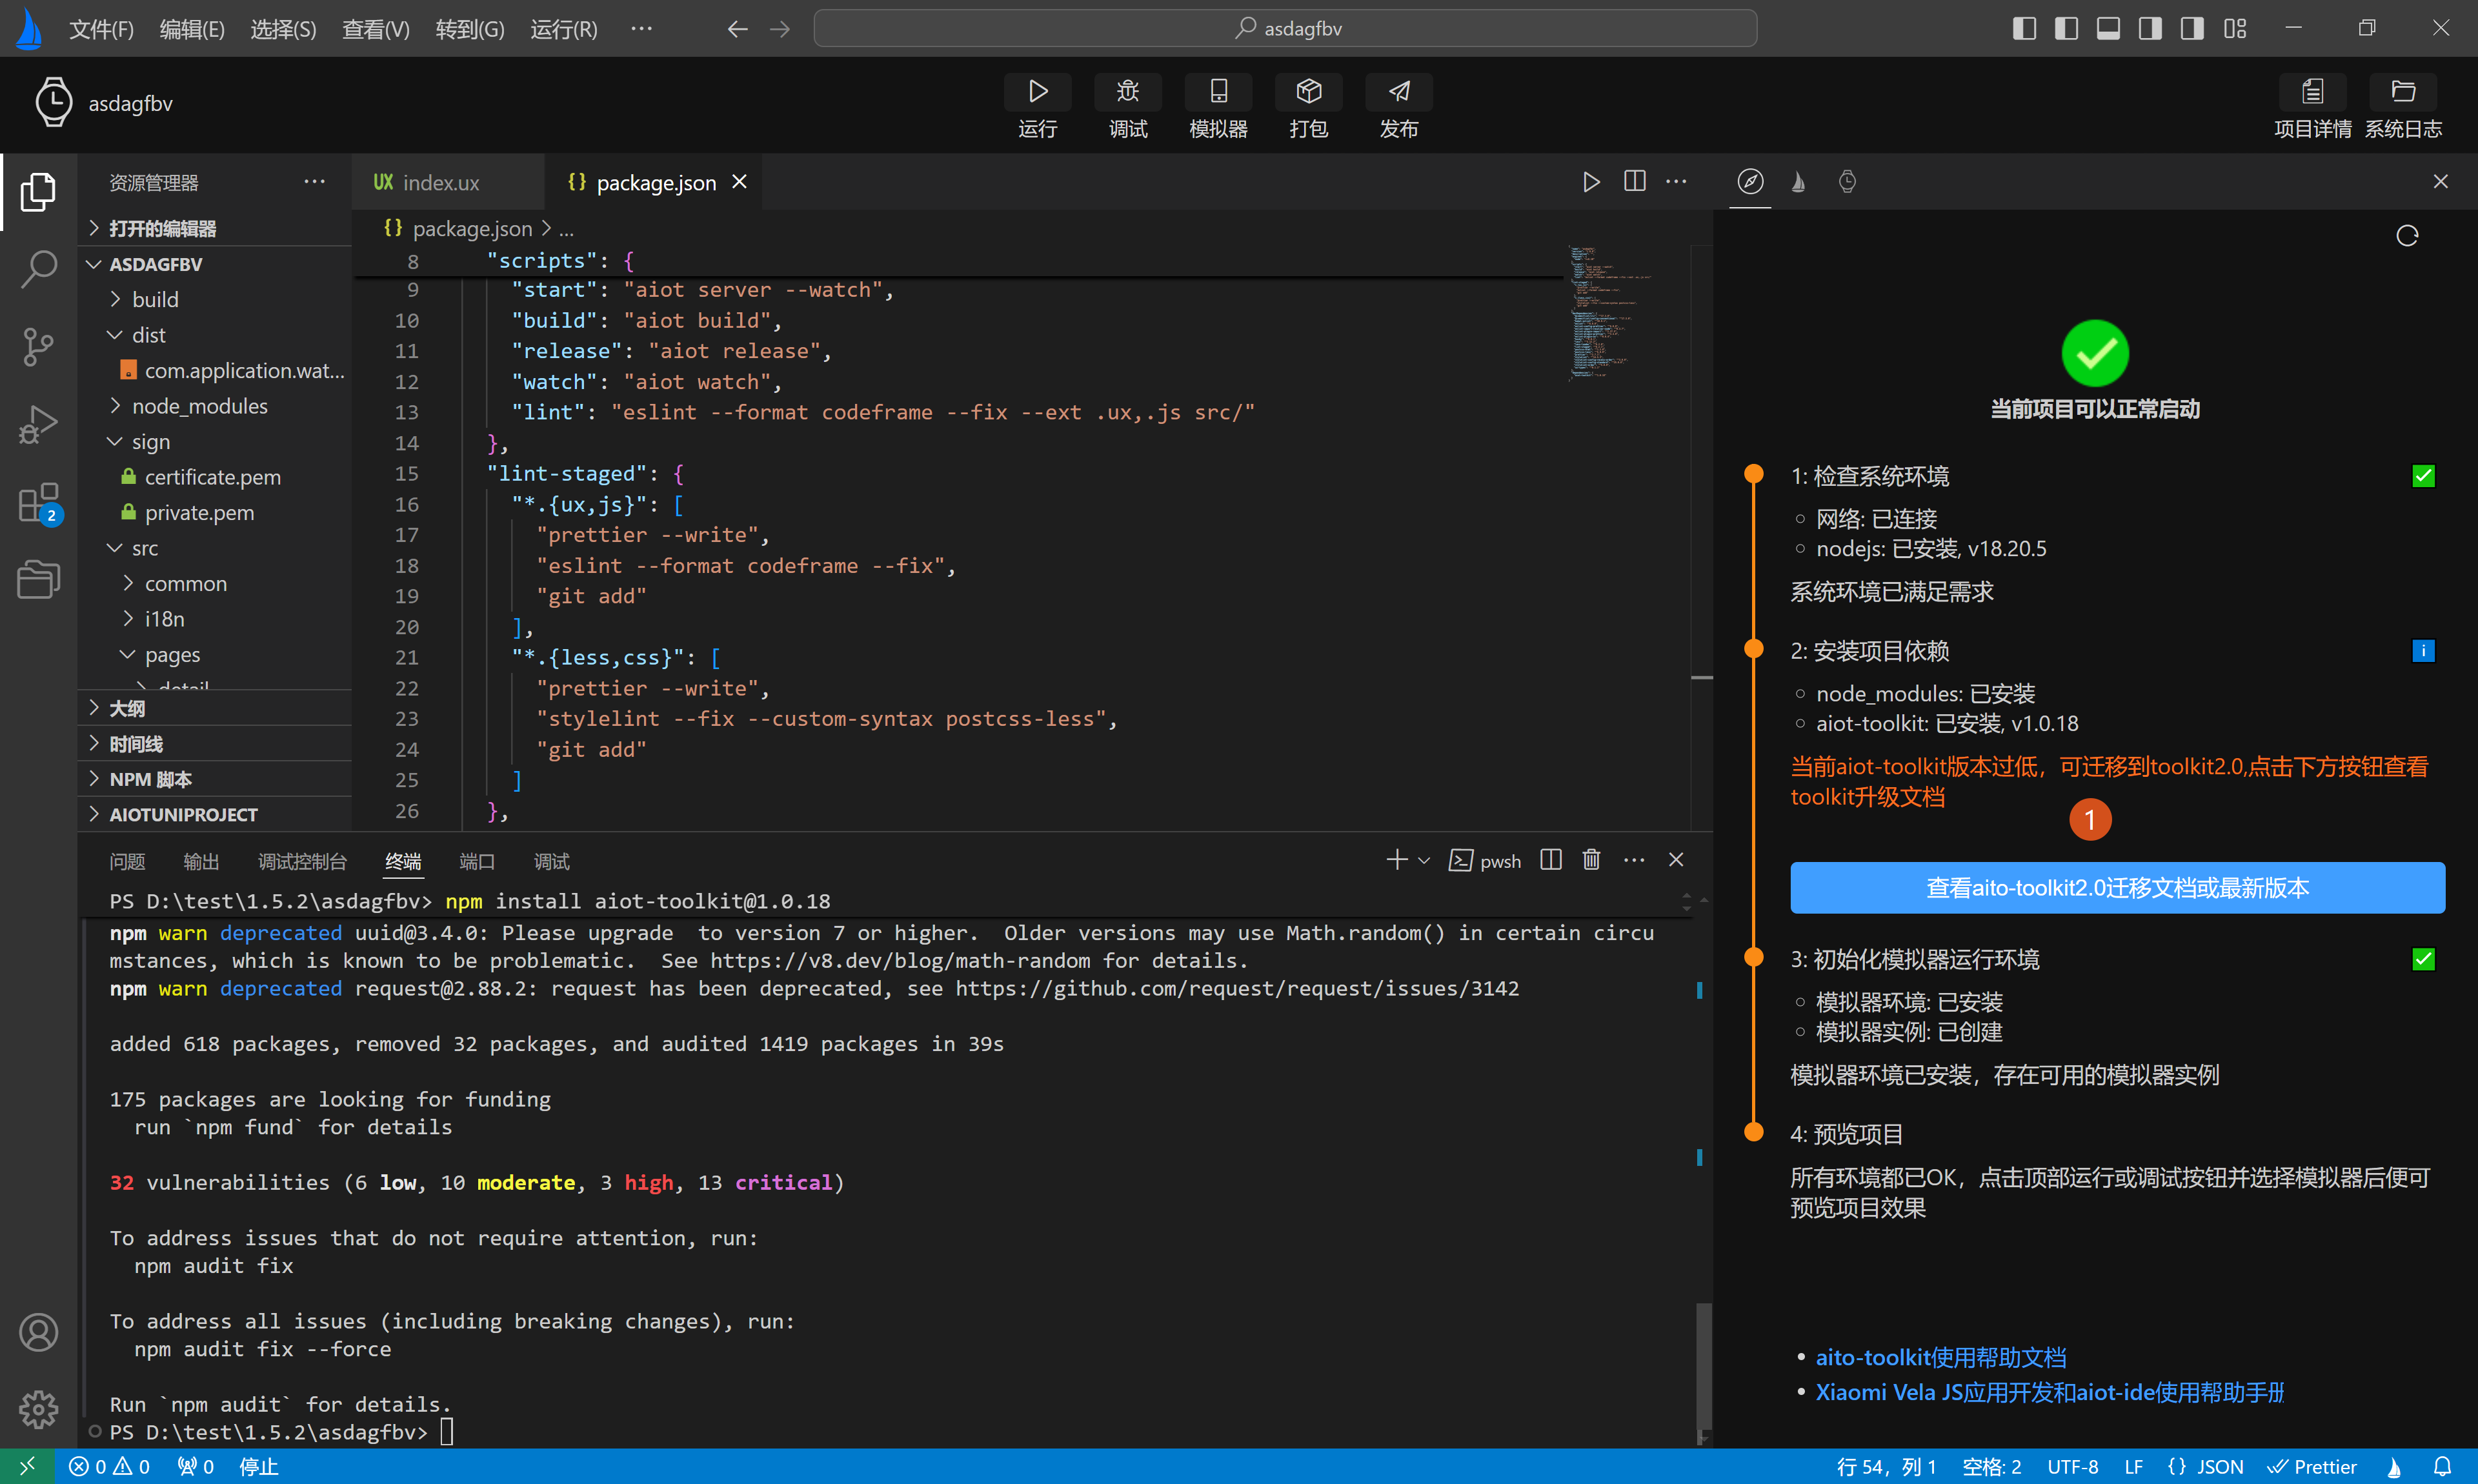 文件(F) 编辑(E) 选择(S) 查看(V) 转到(G) 运行(R) ··· asdagfbv
asdagfbv
运行 调试 模拟器 打包 发布 项目详情 系统日志
资源管理器 ···
打开的编辑器
ASDAGFBV
build
dist
com.application.wat...
node_modules
sign
certificate.pem
private.pem
src
common
i18n
pages
detail
大纲
时间线
NPM 脚本
AIOTUNIPROJECT
2
UX index.ux {} package.json
{} package.json > ...
8 "scripts": {
9 "start": "aiot server --watch",
10 "build": "aiot build",
11 "release": "aiot release",
12 "watch": "aiot watch",
13 "lint": "eslint --format codeframe --fix --ext .ux,.js src/"
14 },
15 "lint-staged": {
16 "*.{ux,js}": [
17 "prettier --write",
18 "eslint --format codeframe --fix",
19 "git add"
20 ],
21 "*.{less,css}": [
22 "prettier --write",
23 "stylelint --fix --custom-syntax postcss-less",
24 "git add"
25 ]
26 },
问题 输出 调试控制台 终端 端口 调试 pwsh
PS D:\test\1.5.2\asdagfbv> npm install aiot-toolkit@1.0.18
npm warn deprecated uuid@3.4.0: Please upgrade  to version 7 or higher.  Older versions may use Math.random() in certain circu
mstances, which is known to be problematic.  See https://v8.dev/blog/math-random for details.
npm warn deprecated request@2.88.2: request has been deprecated, see https://github.com/request/request/issues/3142
added 618 packages, removed 32 packages, and audited 1419 packages in 39s
175 packages are looking for funding
run `npm fund` for details
32 vulnerabilities (6 low, 10 moderate, 3 high, 13 critical)
To address issues that do not require attention, run:
npm audit fix
To address all issues (including breaking changes), run:
npm audit fix --force
Run `npm audit` for details.
PS D:\test\1.5.2\asdagfbv>
当前项目可以正常启动
1: 检查系统环境
网络: 已连接
nodejs: 已安装, v18.20.5
系统环境已满足需求
2: 安装项目依赖
i
node_modules: 已安装
aiot-toolkit: 已安装, v1.0.18
当前aiot-toolkit版本过低，可迁移到toolkit2.0,点击下方按钮查看
toolkit升级文档
1
查看aito-toolkit2.0迁移文档或最新版本
3: 初始化模拟器运行环境
模拟器环境: 已安装
模拟器实例: 已创建
模拟器环境已安装，存在可用的模拟器实例
4: 预览项目
所有环境都已OK，点击顶部运行或调试按钮并选择模拟器后便可
预览项目效果
aito-toolkit使用帮助文档
Xiaomi Vela JS应用开发和aiot-ide使用帮助手册
0 0 0 停止 行 54，列 1 空格: 2 UTF-8 LF {} JSON Prettier